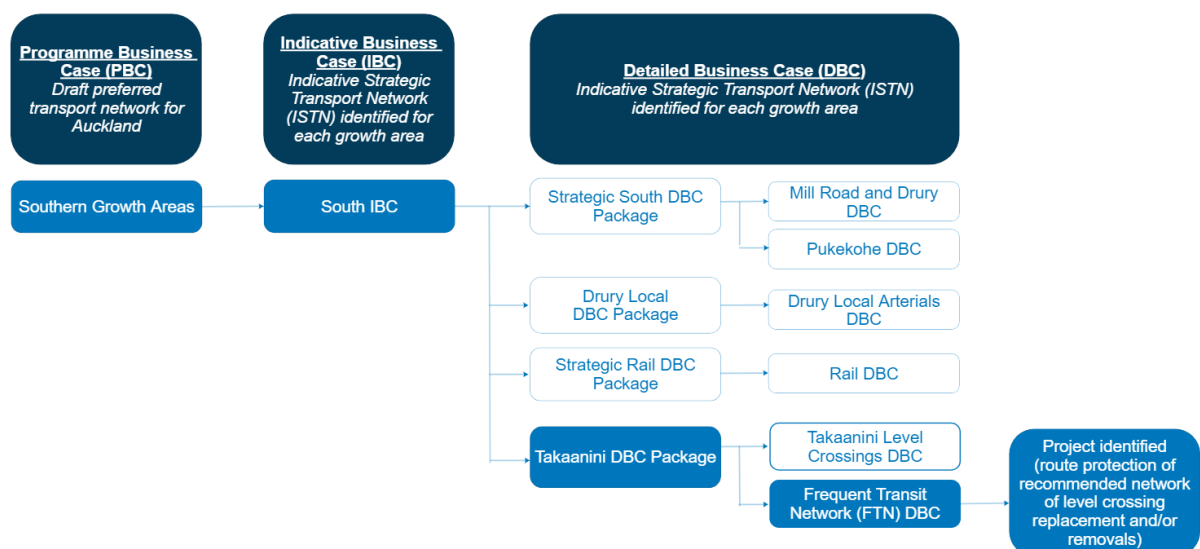 Programme Business
Case (PBC)
Draft preferred
transport network for
Auckland
Indicative Business
Case (IBC)
Indicative Strategic
Transport Network
(ISTN) identified for
each growth area
Detailed Business Case (DBC)
Indicative Strategic Transport Network (ISTN)
identified for each growth area
Southern Growth Areas
South IBC
Strategic South DBC
Package
Mill Road and Drury
DBC
Pukekohe DBC
Drury Local
DBC Package
Drury Local Arterials
DBC
Strategic Rail DBC
Package
Rail DBC
Takaanini DBC Package
Takaanini Level
Crossings DBC
Frequent Transit
Network (FTN) DBC
Project identified
(route protection of
recommended network
of level crossing
replacement and/or
removals)